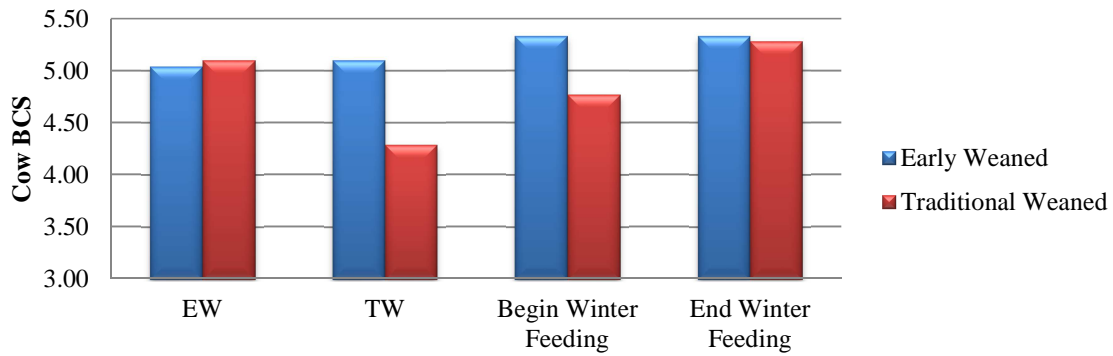 5.50
5.00
4.50
4.00
3.50
3.00
Cow BCS
EW
TW
Begin Winter
Feeding
End Winter
Feeding
Early Weaned
Traditional Weaned